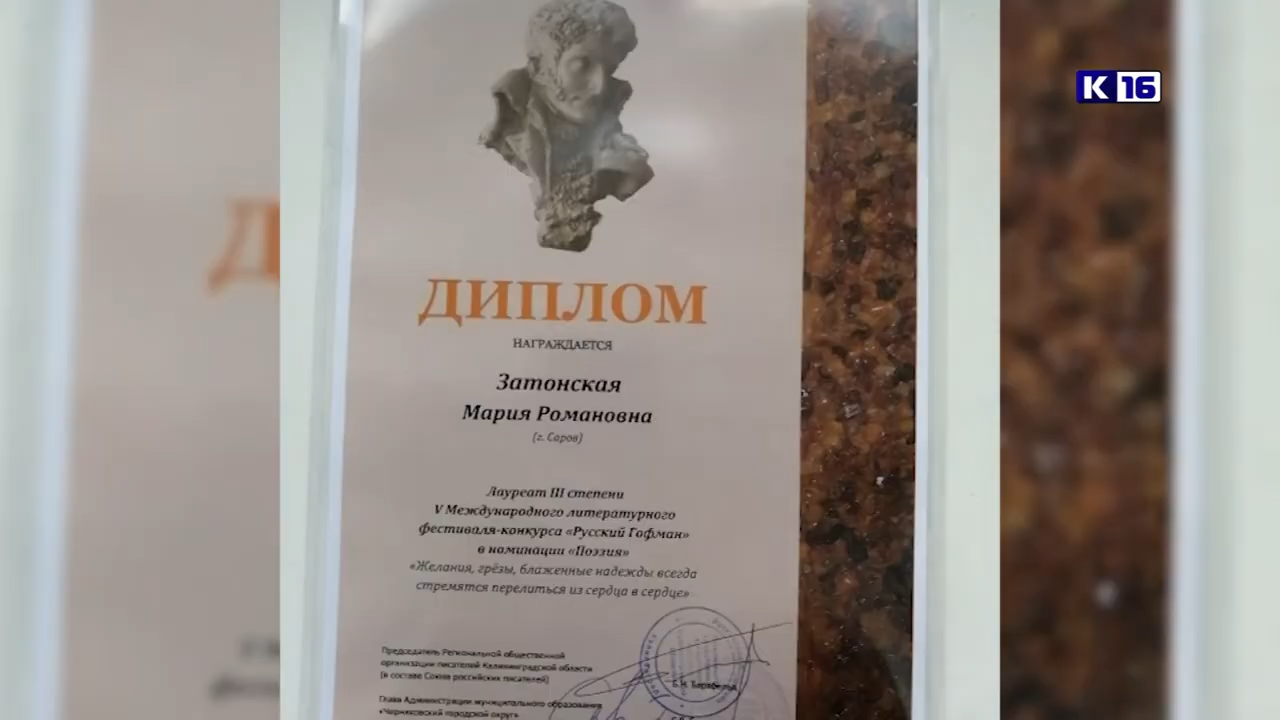 К 16
ДИПЛОМ
НАГРАЖДАЕТСЯ
Затонская
Мария Романовна
(г. Саров)
Лауреат III степени
V Международного литературного
фестиваля-конкурса «Русский Гофман»
в номинации «Поэзия»
«Желания, грёзы, блаженные надежды всегда
стремятся перелиться из сердца в сердце»
Председатель Региональной общественной
организации писателей Калининградской области
(в составе Союза российских писателей)
Б.Н. Бартфельд
Глава Администрации муниципального образования
«Черняховский городской округ»